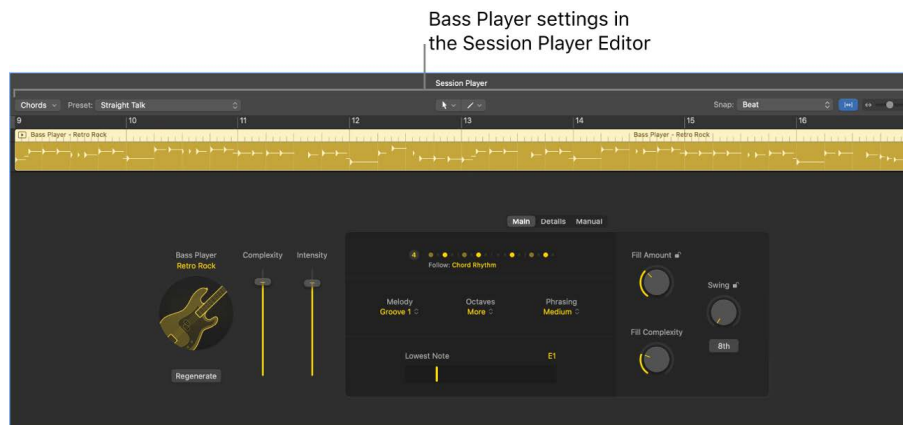 Bass Player settings in
the Session Player Editor
Session Player
Chords Preset: Straight Talk Snap: Beat
9 10 11 12 13 14 15 16
Bass Player - Retro Rock Bass Player - Retro Rock
Main Details Manual
Bass Player
Retro Rock
Complexity Intensity
Regenerate
4
Follow: Chord Rhythm
Melody Octaves Phrasing
Groove 1 More Medium
Lowest Note E1
Fill Amount
Swing
Fill Complexity
8th